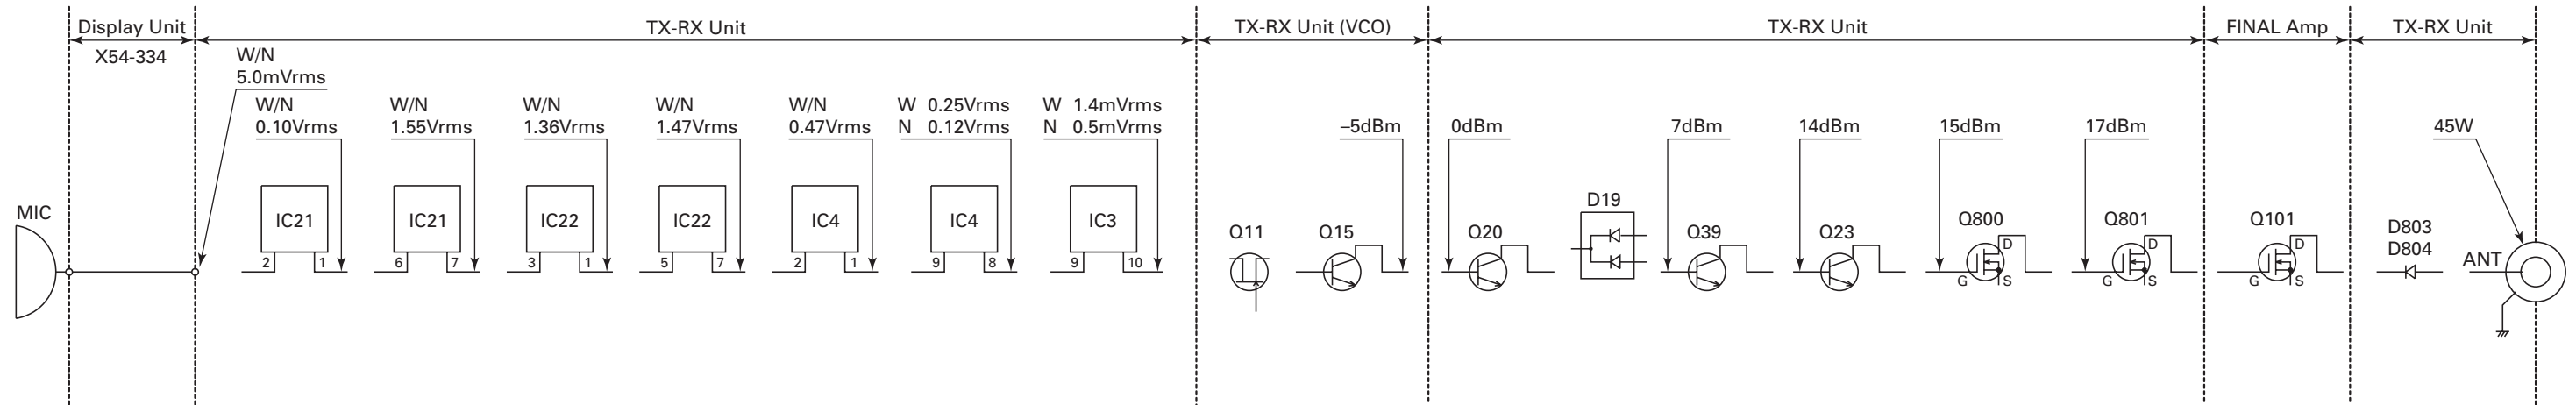 Display Unit
X54-334
TX-RX Unit
TX-RX Unit (VCO)
TX-RX Unit
FINAL Amp
TX-RX Unit
W/N
5.0mVrms
W/N
0.10Vrms
W/N
1.55Vrms
W/N
1.36Vrms
W/N
1.47Vrms
W/N
0.47Vrms
W 0.25Vrms
N 0.12Vrms
W 1.4mVrms
N 0.5mVrms
–5dBm
0dBm
7dBm
14dBm
15dBm
17dBm
45W
MIC
IC21
2 1
IC21
6 7
IC22
3 1
IC22
5 7
IC4
2 1
IC4
9 8
IC3
9 10
Q11
Q15
Q20
D19
Q39
Q23
Q800
D
G S
Q801
D
G S
Q101
D
G S
D803
D804
ANT